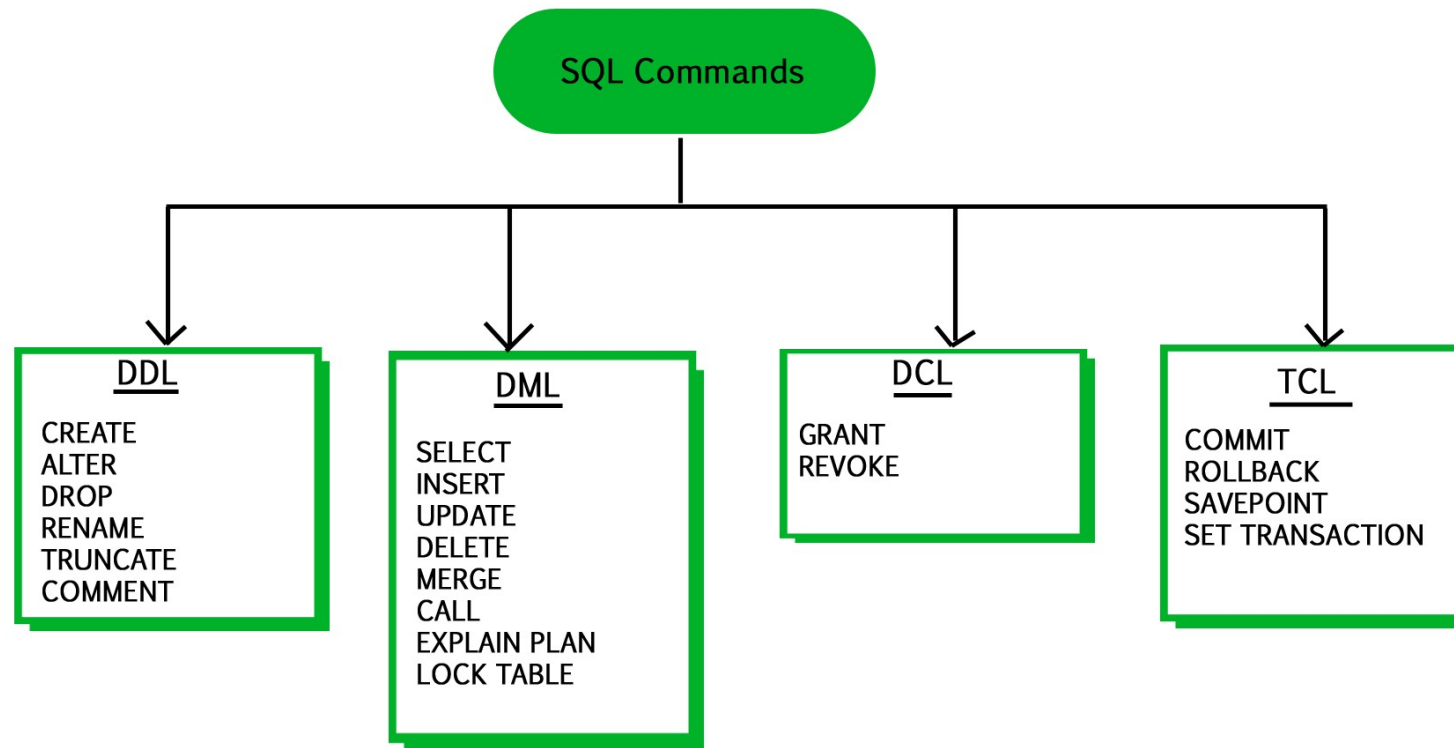 SQL Commands
DDL
CREATE
ALTER
DROP
RENAME
TRUNCATE
COMMENT
DML
SELECT
INSERT
UPDATE
DELETE
MERGE
CALL
EXPLAIN PLAN
LOCK TABLE
DCL
GRANT
REVOKE
TCL
COMMIT
ROLLBACK
SAVEPOINT
SET TRANSACTION